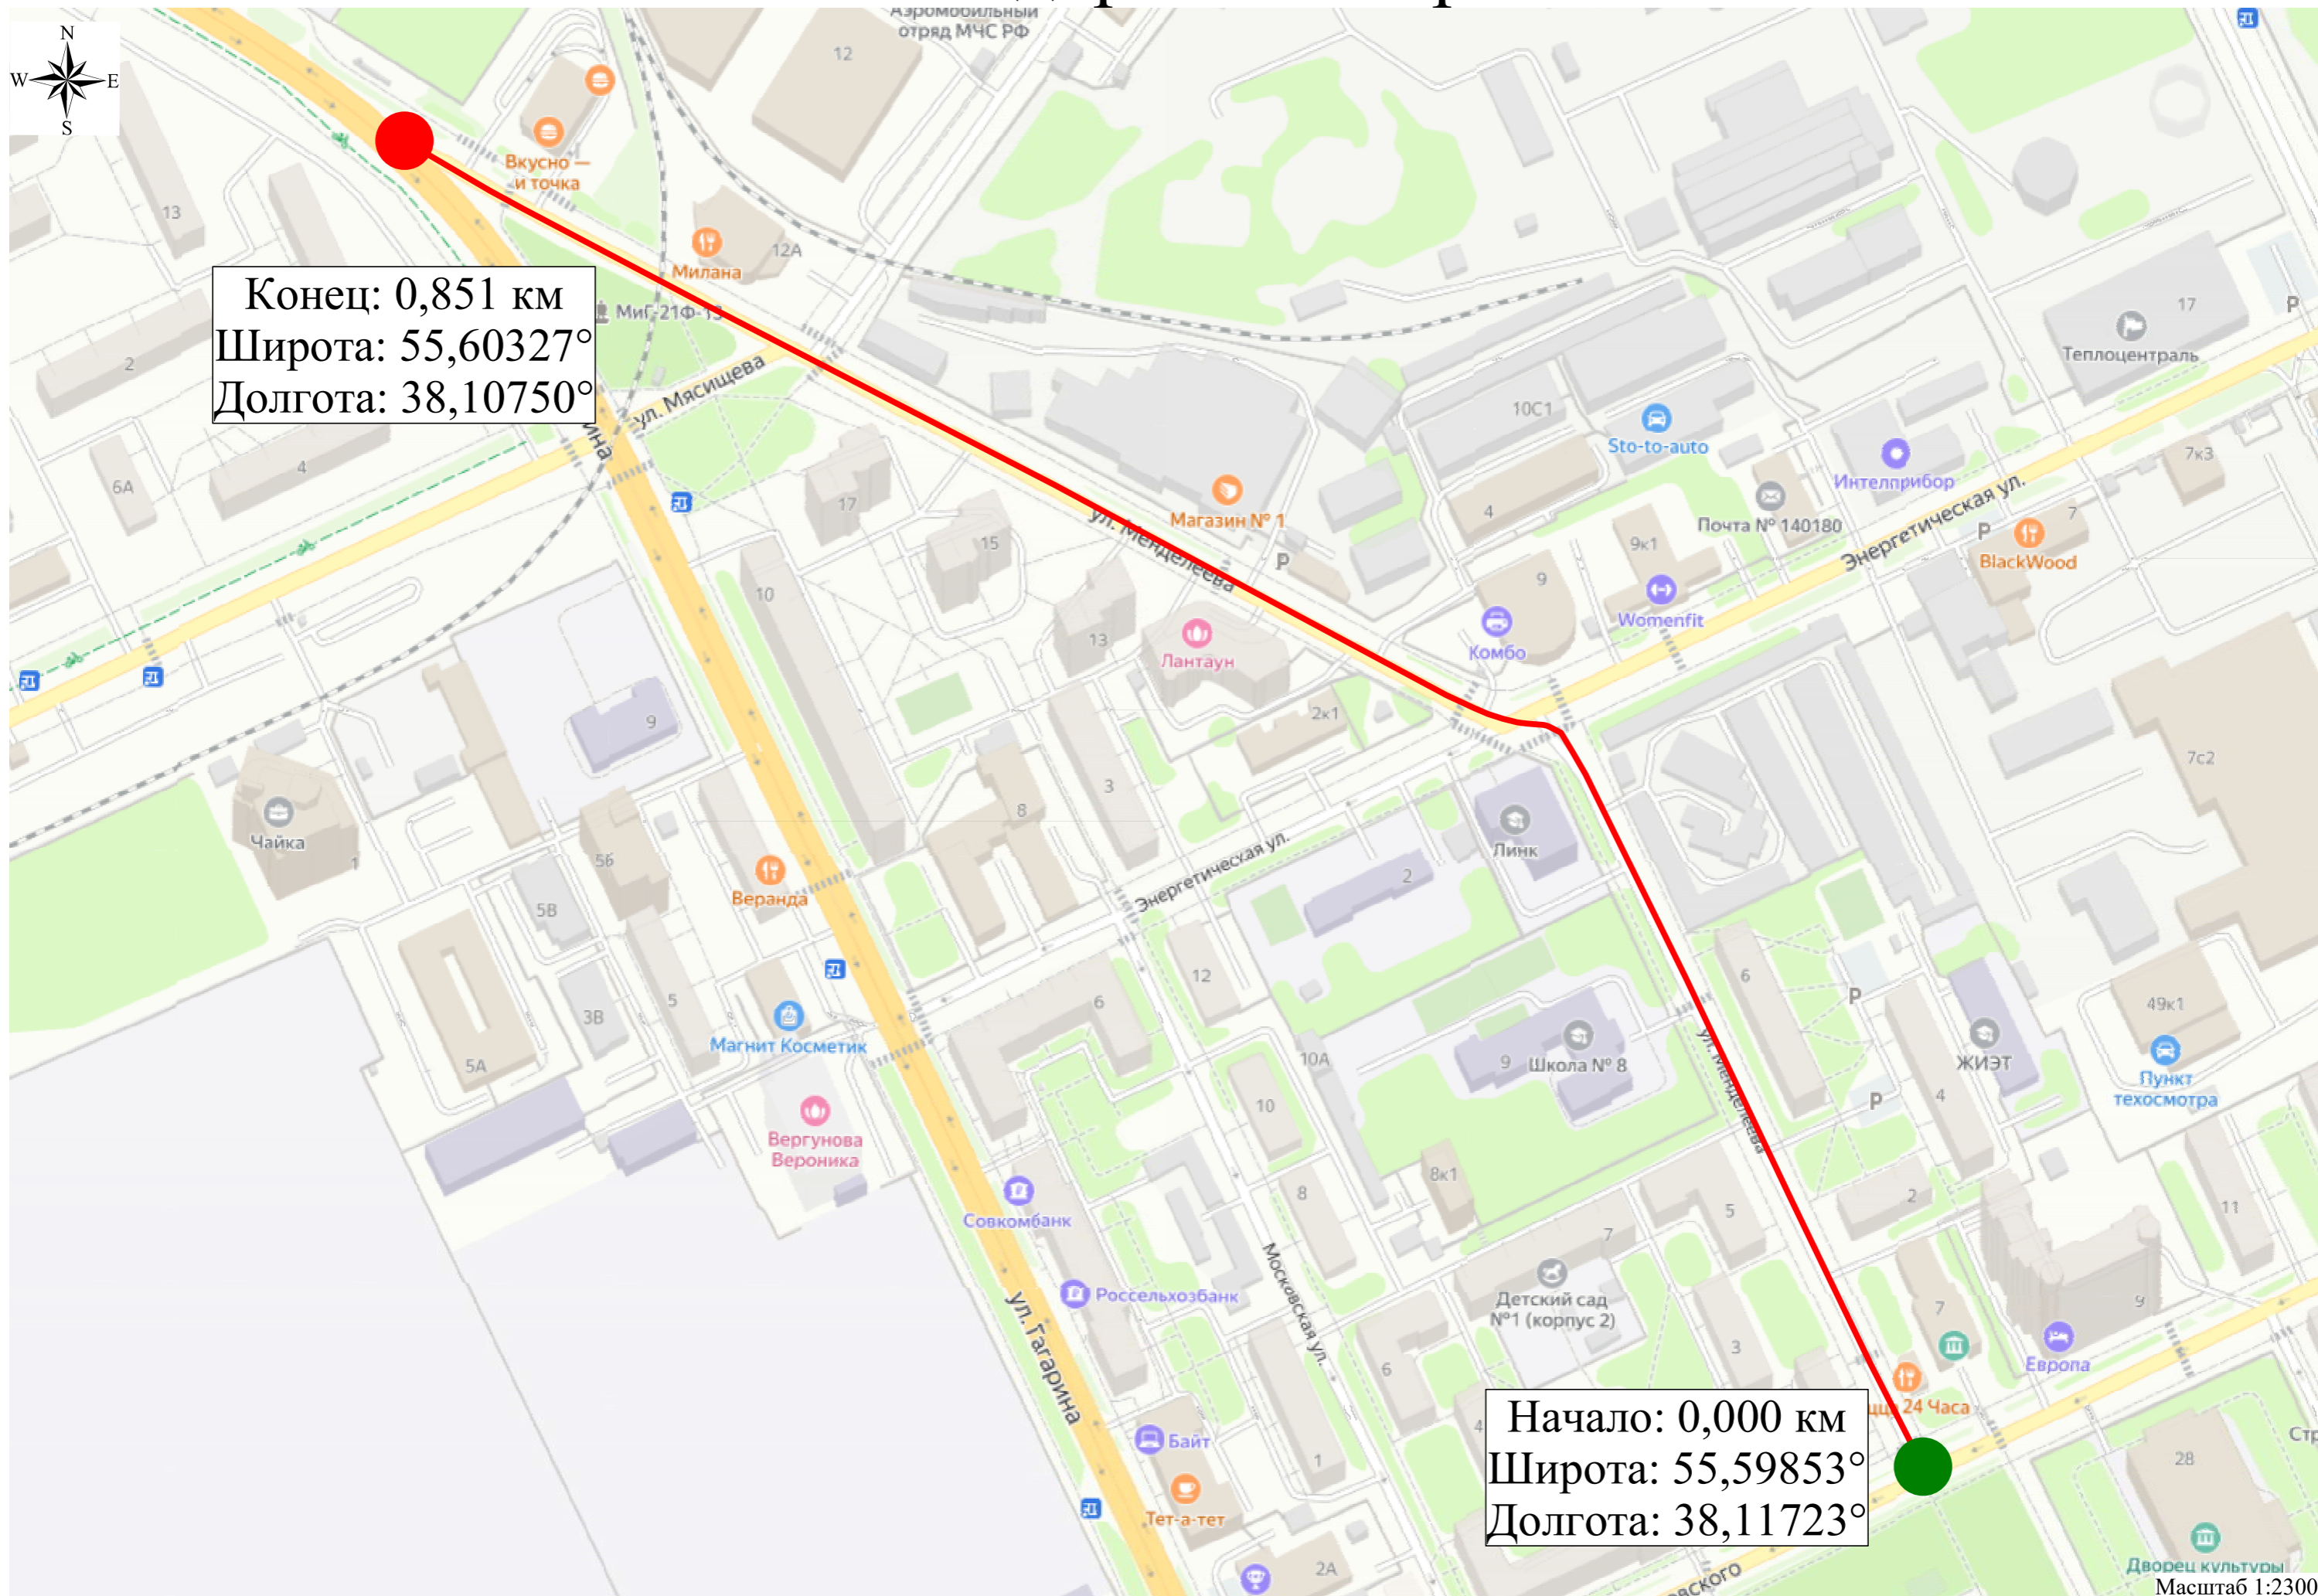 Аэромобильный
отряд МЧС РФ
12
N
W
E
S
Вкусно —
и точка
13
12А
Милана
МиГ-21Ф-13
Конец: 0,851 км
Широта: 55,60327°
Долгота: 38,10750°
17
P
Теплоцентраль
2
ул. Мясищева
10С1
Sto-to-auto
7к3
4
6А
17
Магазин № 1
4
Интелприбор
Почта № 140180
P
7
BlackWood
Энергетическая ул.
15
ул. Менделеева
P
9к1
9
10
Womenfit
13
Лантаун
Комбо
9
2к1
7с2
3
8
Чайка
1
Линк
Энергетическая ул.
2
5б
Веранда
5В
12
6
P
6
49к1
5
3В
Магнит Косметик
5А
10А
9
Школа № 8
ЖИЭТ
ул. Менделеева
Пункт
техосмотра
10
P
4
Вергунова
Вероника
8к1
8
2
11
5
7
Совкомбанк
Московская ул.
Россельхозбанк
Детский сад
№1 (корпус 2)
7
9
ул. Гагарина
3
Европа
6
24 Часа
Начало: 0,000 км
Широта: 55,59853°
Долгота: 38,11723°
4
Байт
1
28
Тет-а-тет
2А
Дворец культуры
Масштаб 1:2300